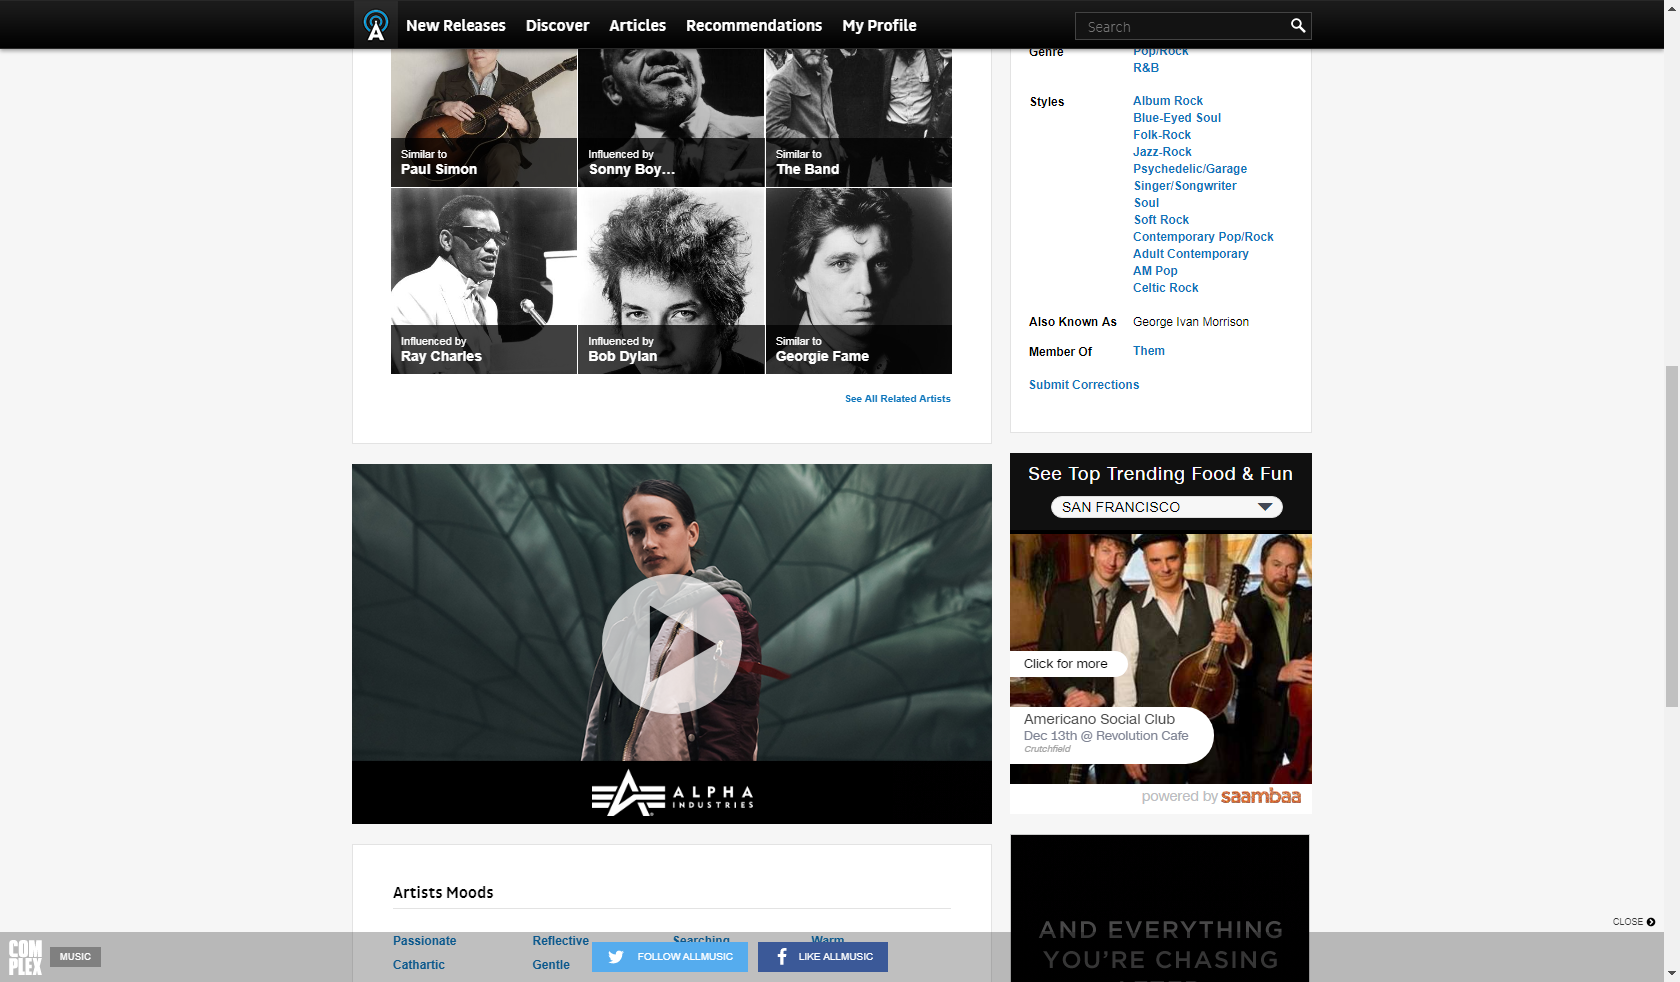 New Releases
Discover
Articles
Recommendations
My Profile
Search
Similar to
Paul Simon
Influenced by
Sonny Boy...
Similar to
The Band
Influenced by
Ray Charles
Influenced by
Bob Dylan
Similar to
Georgie Fame
See All Related Artists
Genre
Pop/Rock
R&B
Styles
Album Rock
Blue-Eyed Soul
Folk-Rock
Jazz-Rock
Psychedelic/Garage
Singer/Songwriter
Soul
Soft Rock
Contemporary Pop/Rock
Adult Contemporary
AM Pop
Celtic Rock
Also Known As
George Ivan Morrison
Member Of
Them
Submit Corrections
ALPHA
INDUSTRIES
See Top Trending Food & Fun
SAN FRANCISCO
Click for more
Americano Social Club
Dec 13th @ Revolution Cafe
Crutchfield
powered by saambaa
Artists Moods
Passionate
Reflective
Searching
Warm
Cathartic
Gentle
AND EVERYTHING
YOU'RE CHASING
CLOSE
COM
PLEX
MUSIC
FOLLOW ALLMUSIC
LIKE ALLMUSIC